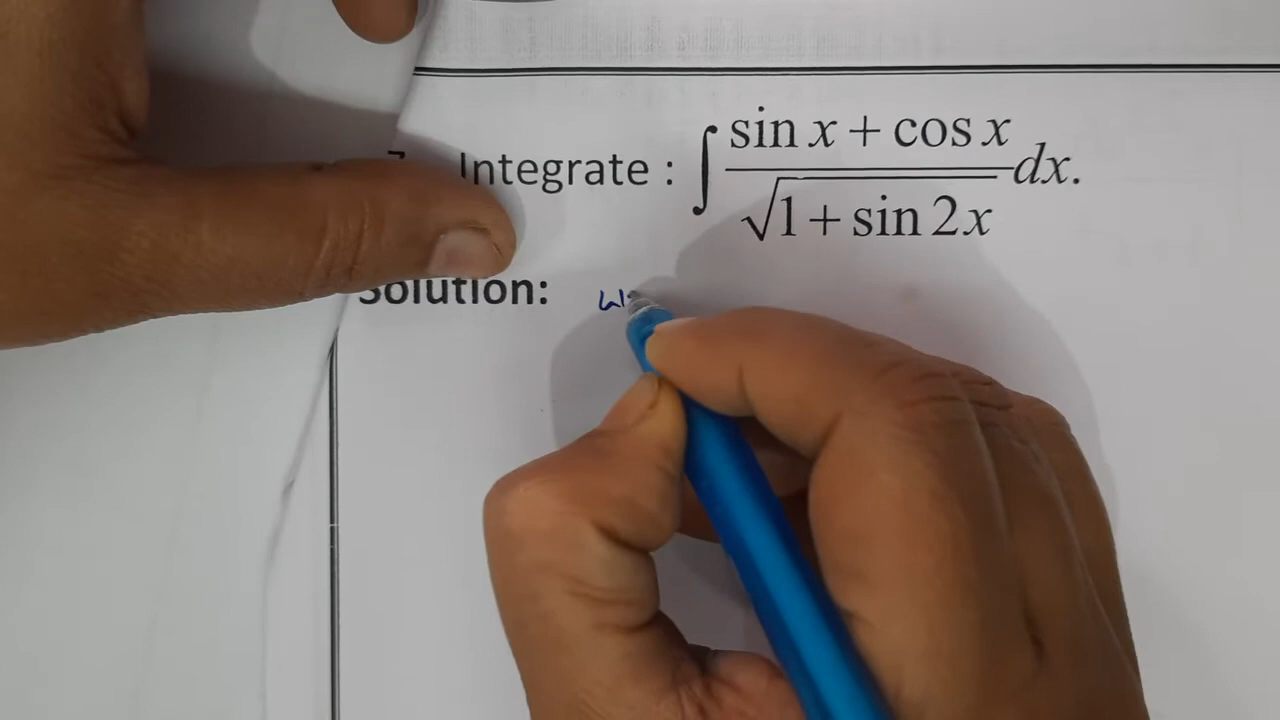 Integrate : ∫ (sin x + cos x)/√(1 + sin 2x) dx.
Solution: